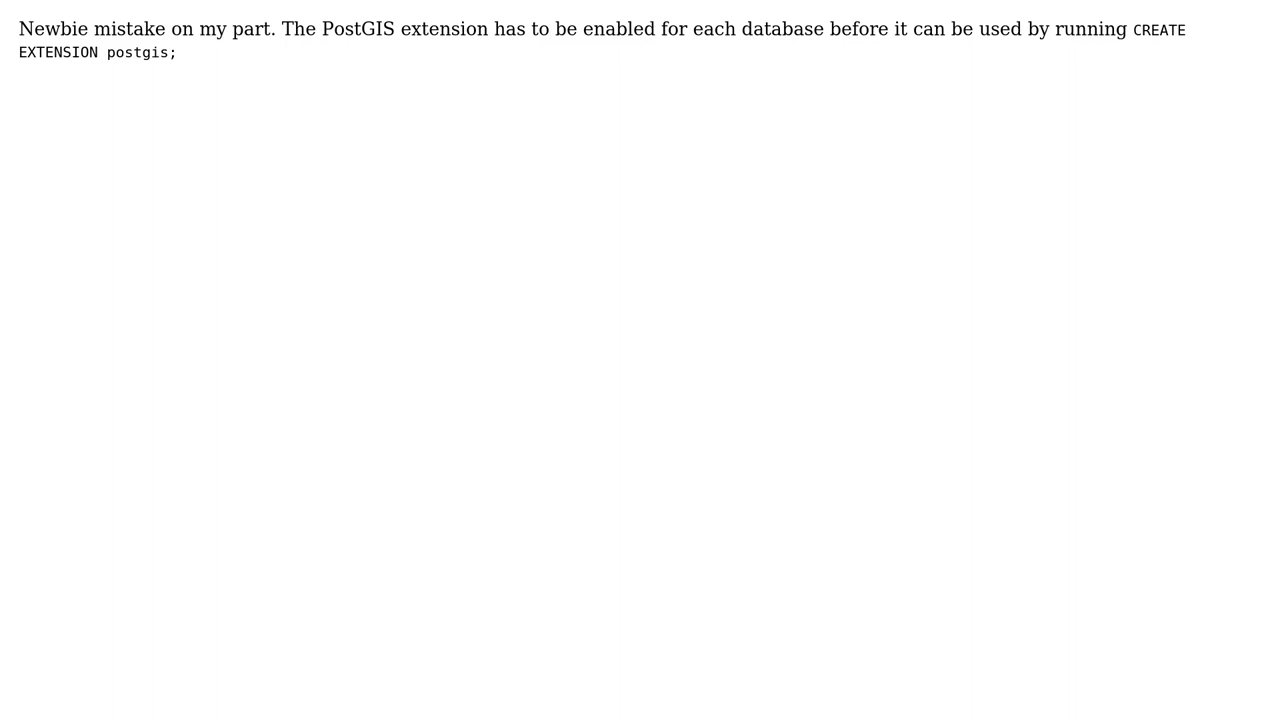 Newbie mistake on my part. The PostGIS extension has to be enabled for each database before it can be used by running CREATE
EXTENSION postgis;